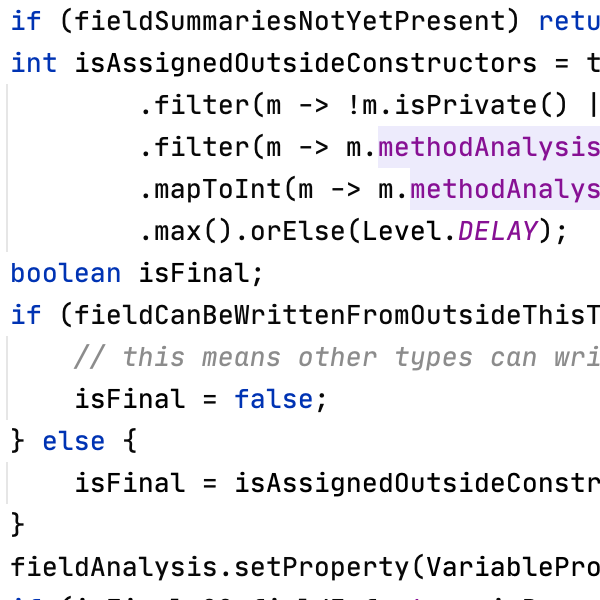 if (fieldSummariesNotYetPresent) retu
int isAssignedOutsideConstructors = t
.filter(m -> !m.isPrivate() |
.filter(m -> m.methodAnalysis
.mapToInt(m -> m.methodAnalys
.max().orElse(Level.DELAY);
boolean isFinal;
if (fieldCanBeWrittenFromOutsideThisT
// this means other types can wri
isFinal = false;
} else {
isFinal = isAssignedOutsideConstr
}
fieldAnalysis.setProperty(VariablePro